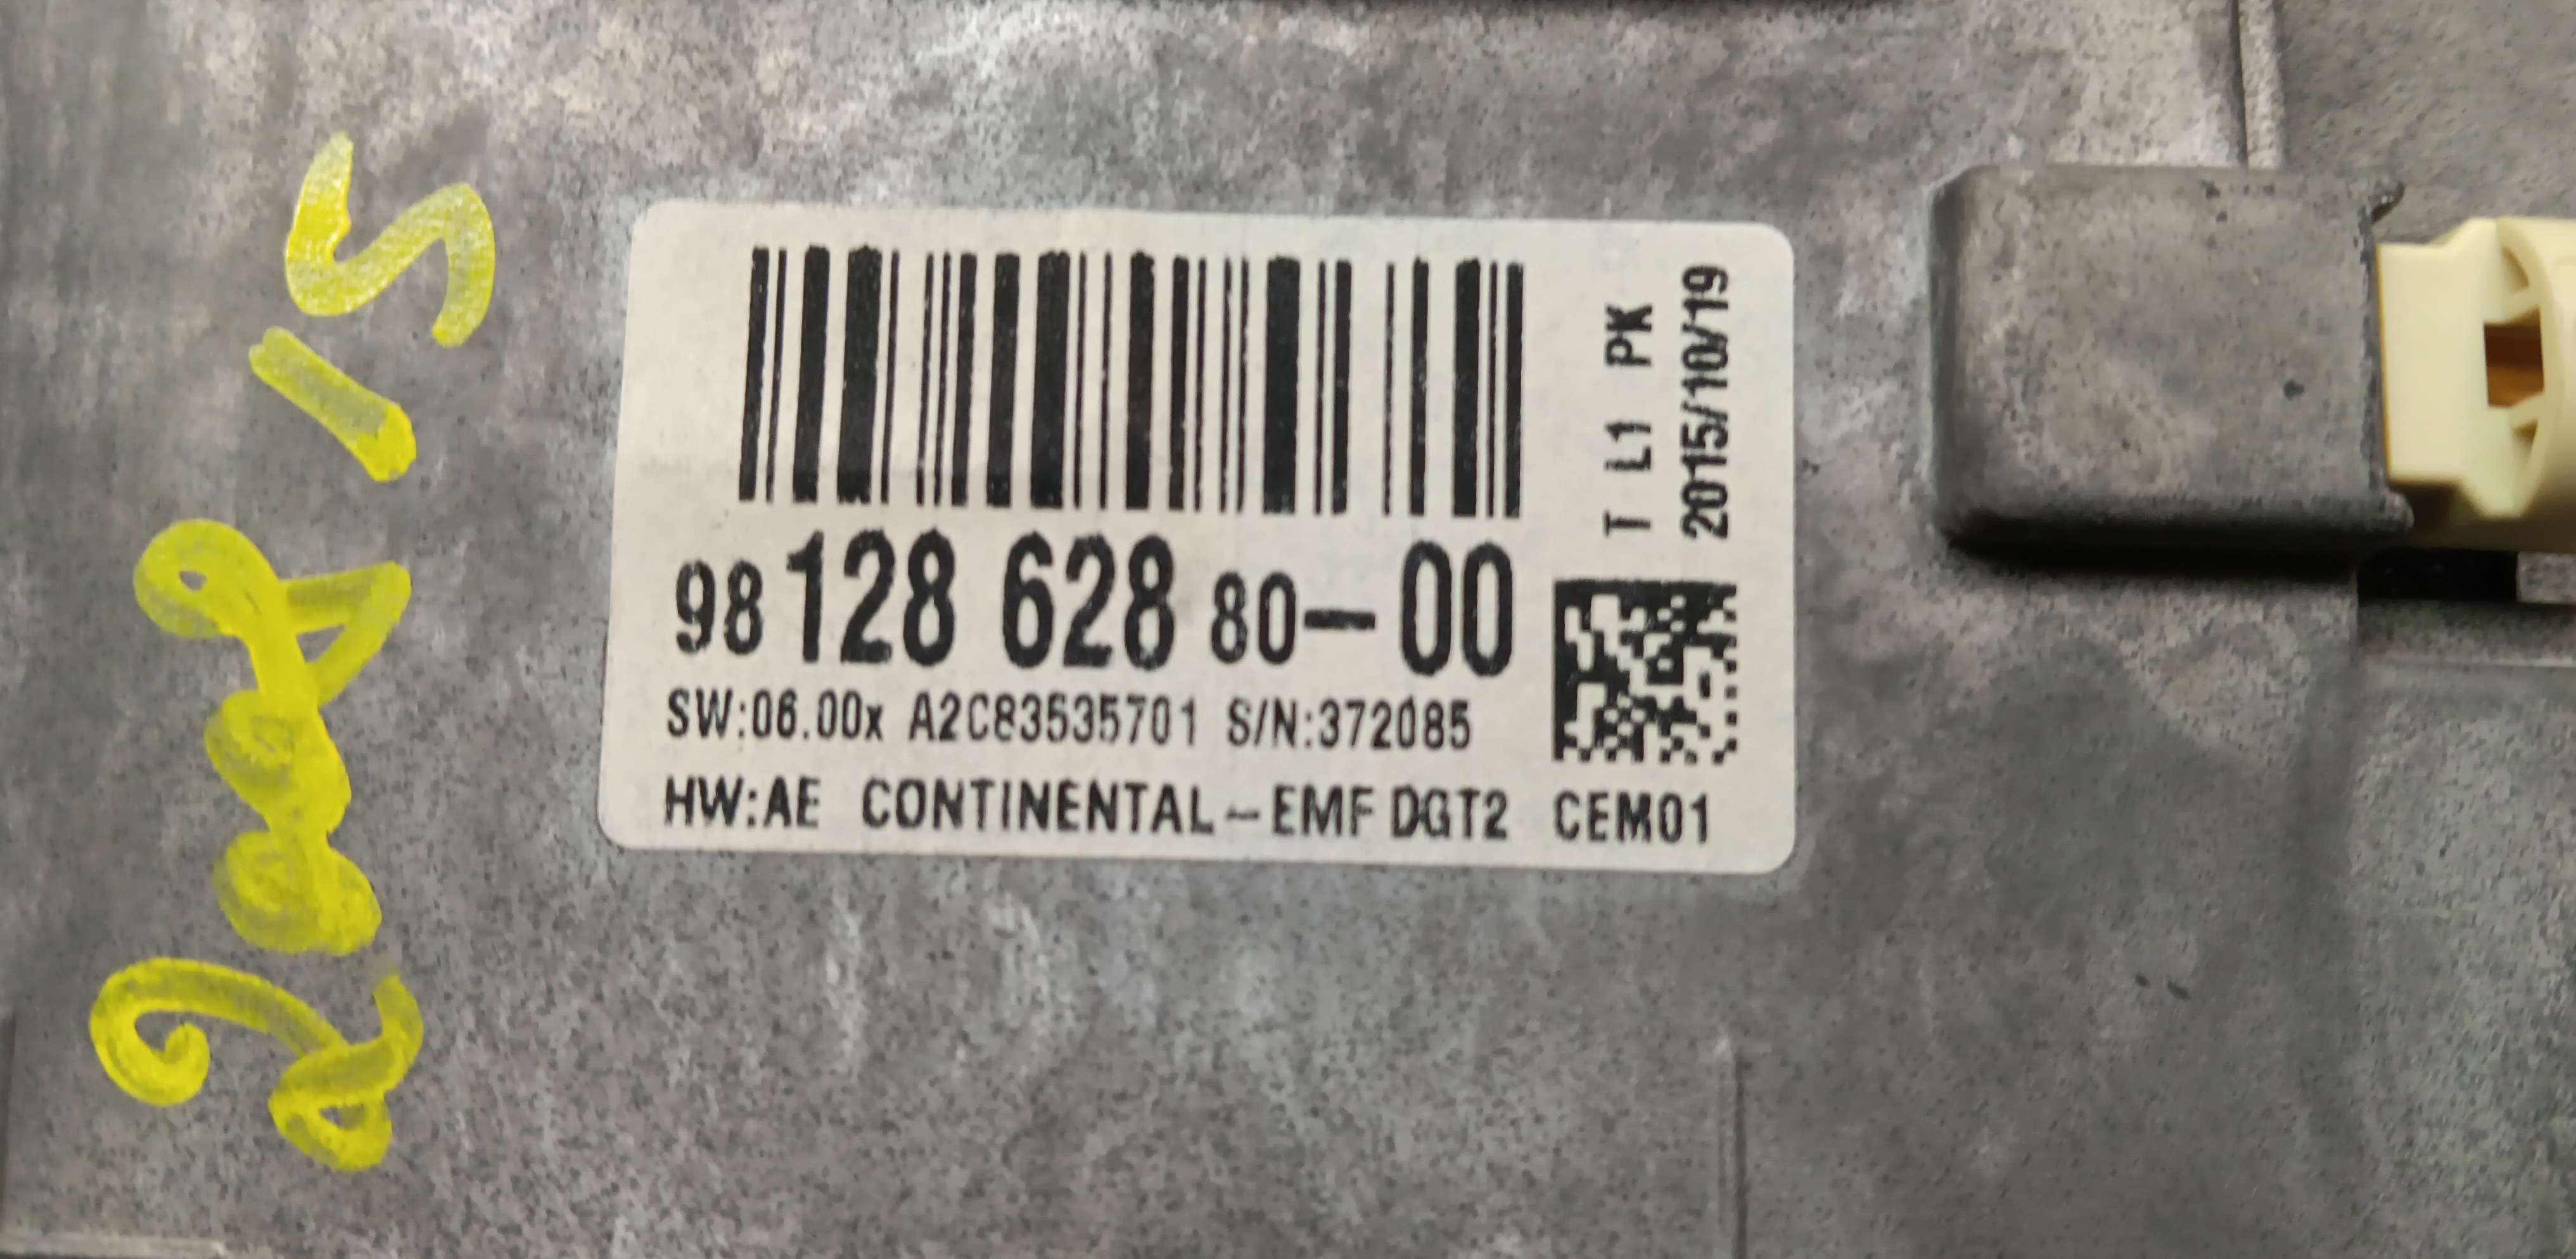 98 128 628 80-00
SW:06.00x A2C83535701 S/N:372085
HW:AE CONTINENTAL-EMF DGT2 CEM01
T L1 PK
2015/10/19